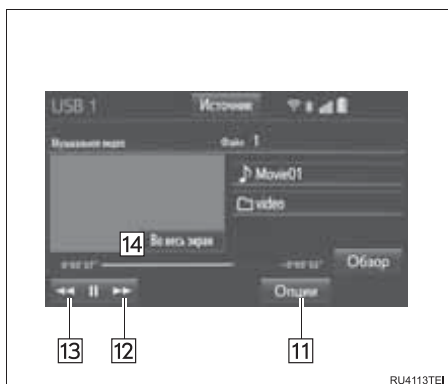 USB 1 Источник
Музыкальное видео Файл 1
Movie01
video
14 Во весь экран
Обзор
Опции
13 12 11
RU4113TEI